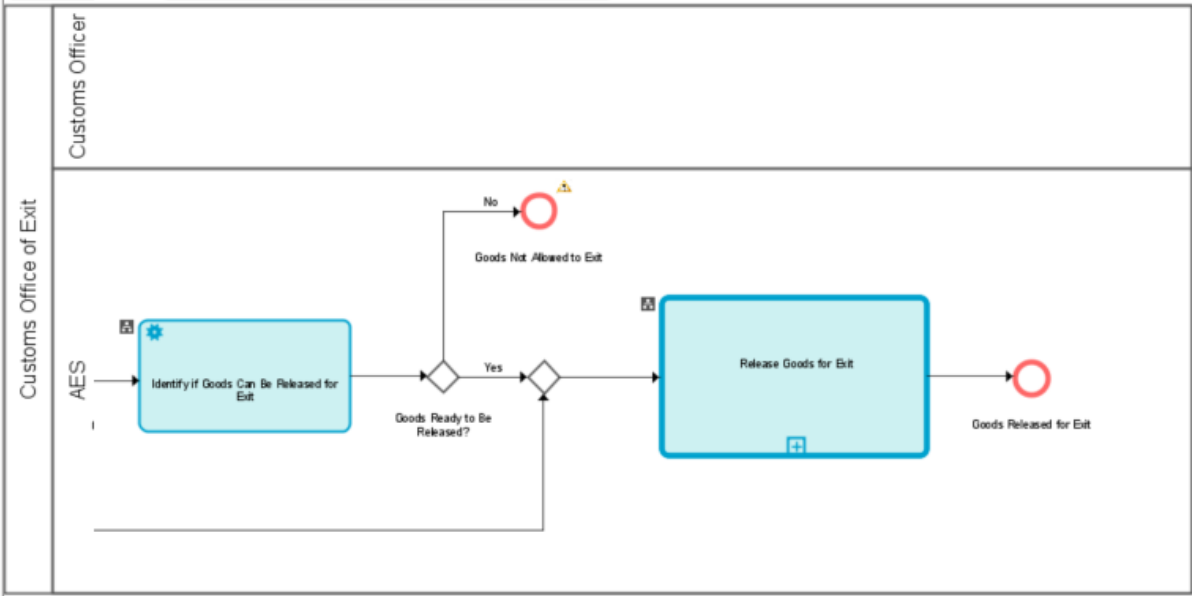 Customs Office of Exit
Customs Officer
AES
No
Goods Not Allowed to Exit
Identify if Goods Can Be Released for
Exit
Yes
Goods Ready to Be
Released?
Release Goods for Exit
Goods Released for Exit